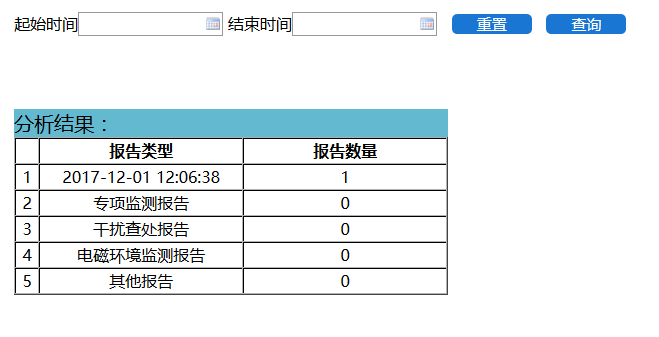 起始时间 结束时间 重置 查询
分析结果：
报告类型 报告数量
1 2017-12-01 12:06:38 1
2 专项监测报告 0
3 干扰查处报告 0
4 电磁环境监测报告 0
5 其他报告 0